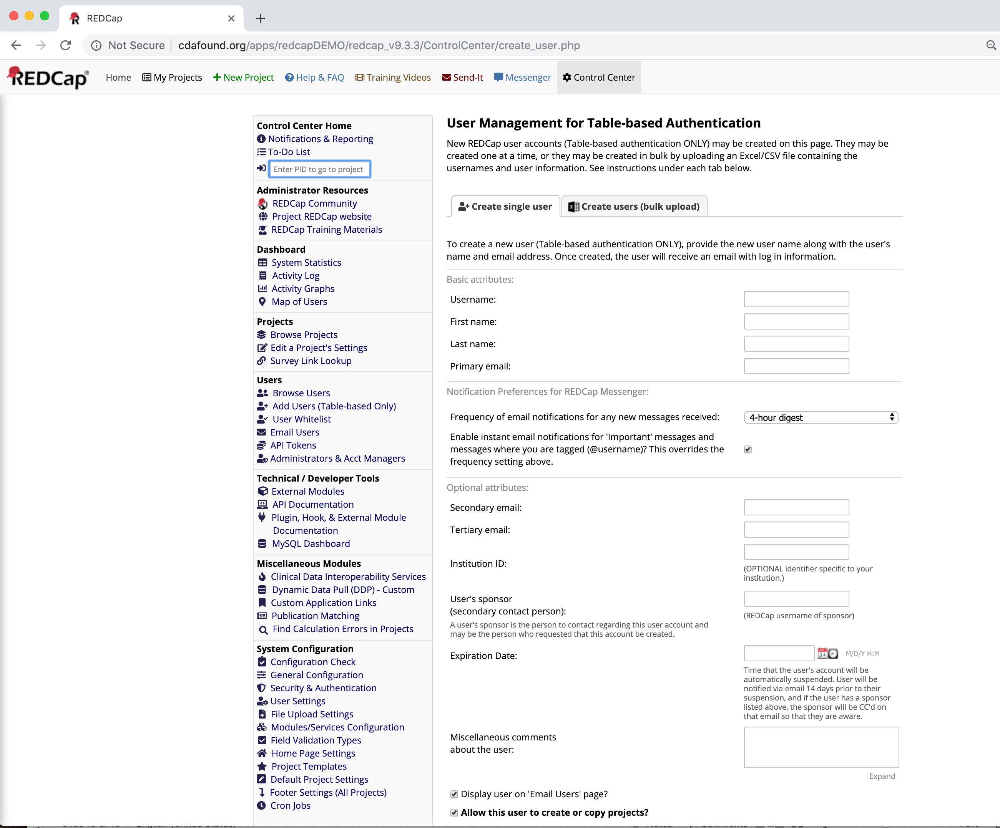 REDCap
Not Secure | cdafound.org/apps/redcapDEMO/redcap_v9.3.3/ControlCenter/create_user.php
REDCap®
Home
My Projects
New Project
Help & FAQ
Training Videos
Send-It
Messenger
Control Center
Control Center Home
Notifications & Reporting
To-Do List
Enter PID to go to project
Administrator Resources
REDCap Community
Project REDCap website
REDCap Training Materials
Dashboard
System Statistics
Activity Log
Activity Graphs
Map of Users
Projects
Browse Projects
Edit a Project's Settings
Survey Link Lookup
Users
Browse Users
Add Users (Table-based Only)
User Whitelist
Email Users
API Tokens
Administrators & Acct Managers
Technical / Developer Tools
External Modules
API Documentation
Plugin, Hook, & External Module
Documentation
MySQL Dashboard
Miscellaneous Modules
Clinical Data Interoperability Services
Dynamic Data Pull (DDP) - Custom
Custom Application Links
Publication Matching
Find Calculation Errors in Projects
System Configuration
Configuration Check
General Configuration
Security & Authentication
User Settings
File Upload Settings
Modules/Services Configuration
Field Validation Types
Home Page Settings
Project Templates
Default Project Settings
Footer Settings (All Projects)
Cron Jobs
User Management for Table-based Authentication
New REDCap user accounts (Table-based authentication ONLY) may be created on this page. They may be
created one at a time, or they may be created in bulk by uploading an Excel/CSV file containing the
usernames and user information. See instructions under each tab below.
Create single user
Create users (bulk upload)
To create a new user (Table-based authentication ONLY), provide the new user name along with the user's
name and email address. Once created, the user will receive an email with log in information.
Basic attributes:
Username:
First name:
Last name:
Primary email:
Notification Preferences for REDCap Messenger:
Frequency of email notifications for any new messages received:
4-hour digest
Enable instant email notifications for 'Important' messages and
messages where you are tagged (@username)? This overrides the
frequency setting above.
Optional attributes:
Secondary email:
Tertiary email:
Institution ID:
(OPTIONAL identifier specific to your
institution.)
User's sponsor
(secondary contact person):
A user's sponsor is the person to contact regarding this user account and
may be the person who requested that this account be created.
(REDCap username of sponsor)
Expiration Date:
31
M/D/Y H:M
Time that the user's account will be
automatically suspended. User will be
notified via email 14 days prior to their
suspension, and if the user has a sponsor
listed above, the sponsor will be CC'd on
that email so that they are aware.
Miscellaneous comments
about the user:
Expand
Display user on 'Email Users' page?
Allow this user to create or copy projects?